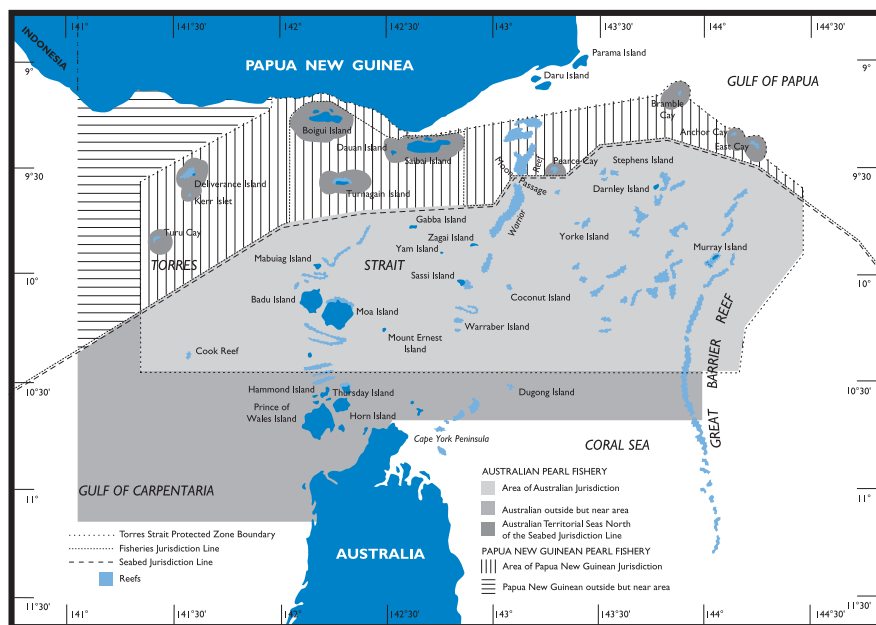 141° 141°30' 142° 142°30' 143° 143°30' 144° 144°30'
INDONESIA
PAPUA NEW GUINEA
Parama Island
Daru Island
GULF OF PAPUA
9° 9°
Bramble
Cay
Boigui Island
Dauan Island
Saibai Island
Anchor Cay
East Cay
Moon Passage
Warrior Reef
Pearce Cay
Stephens Island
9°30' 9°30'
Deliverance Island
Kerr Islet
Turnagain Island
Darnley Island
Gabba Island
Turu Cay
Zagai Island
Yam Island
Yorke Island
Murray Island
TORRES STRAIT
Mabuiag Island
10° 10°
Sassi Island
Badu Island
Moa Island
Coconut Island
Warraber Island
Mount Ernest
Island
Cook Reef
GREAT BARRIER REEF
10°30' 10°30'
Hammond Island
Thursday Island
Dugong Island
Prince of
Wales Island
Horn Island
Cape York Peninsula
CORAL SEA
GULF OF CARPENTARIA
11° 11°
AUSTRALIA
Torres Strait Protected Zone Boundary
Fisheries Jurisdiction Line
Seabed Jurisdiction Line
Reefs
AUSTRALIAN PEARL FISHERY
Area of Australian Jurisdiction
Australian outside but near area
Australian Territorial Seas North
of the Seabed Jurisdiction Line
PAPUA NEW GUINEAN PEARL FISHERY
Area of Papua New Guinean Jurisdiction
Papua New Guinean outside but near area
11°30' 11°30'
141° 141°30' 142° 142°30' 143° 143°30' 144° 144°30'